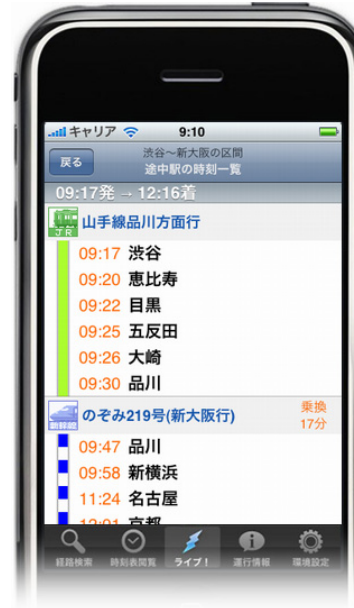 キャリア 9:10
戻る
渋谷〜新大阪の区間
途中駅の時刻一覧
09:17発 → 12:16着
JR 山手線品川方面行
09:17 渋谷
09:20 恵比寿
09:22 目黒
09:25 五反田
09:26 大崎
09:30 品川
新幹線 のぞみ219号(新大阪行) 乗換
17分
09:47 品川
09:58 新横浜
11:24 名古屋
12:01 京都
経路検索 時刻表閲覧 ライブ! 運行情報 環境設定